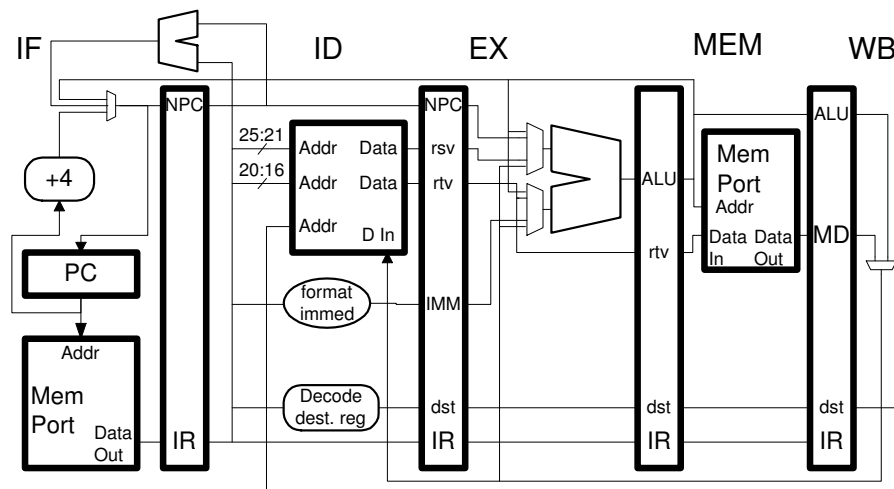 IF
ID
EX
MEM
WB
NPC
NPC
ALU
25:21
Addr
Data
rsv
Mem
Port
20:16
Addr
Data
rtv
ALU
+4
Addr
Addr
D In
Data
In
Data
Out
MD
PC
rtv
format
immed
IMM
Addr
Mem
Port
Decode
dest. reg
dst
dst
dst
Data
Out
IR
IR
IR
IR